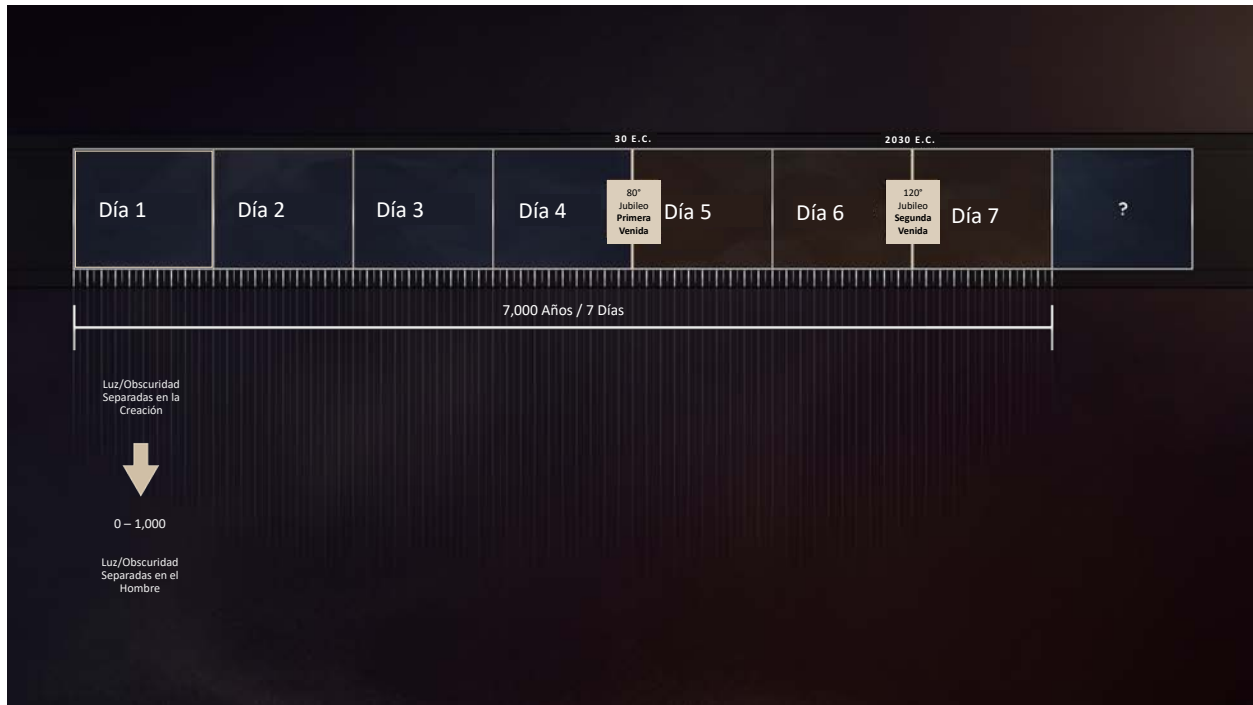 30 E.C.
2030 E.C.
Día 1
Día 2
Día 3
Día 4
80°
Jubileo
Primera
Venida
Día 5
Día 6
120°
Jubileo
Segunda
Venida
Día 7
?
7,000 Años / 7 Días
Luz/Obscuridad
Separadas en la
Creación
0 – 1,000
Luz/Obscuridad
Separadas en el
Hombre